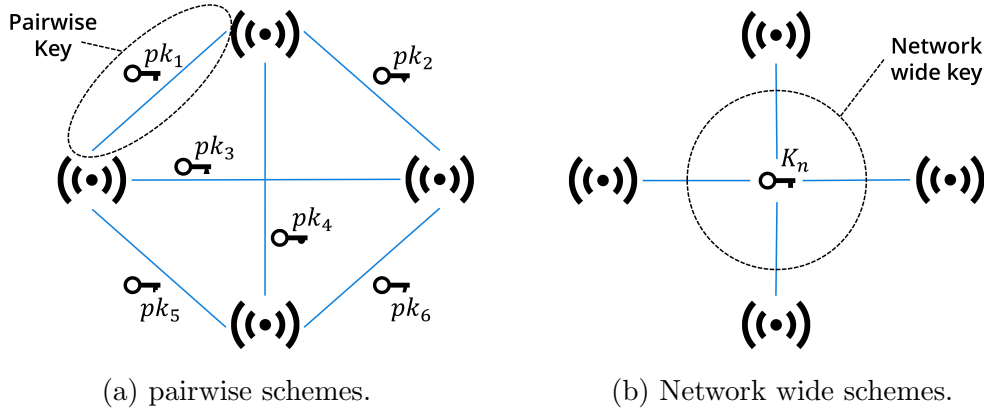 Pairwise
Key
pk₁
pk₂
pk₃
pk₄
pk₅
pk₆
Network
wide key
Kₙ
(a) pairwise schemes.
(b) Network wide schemes.